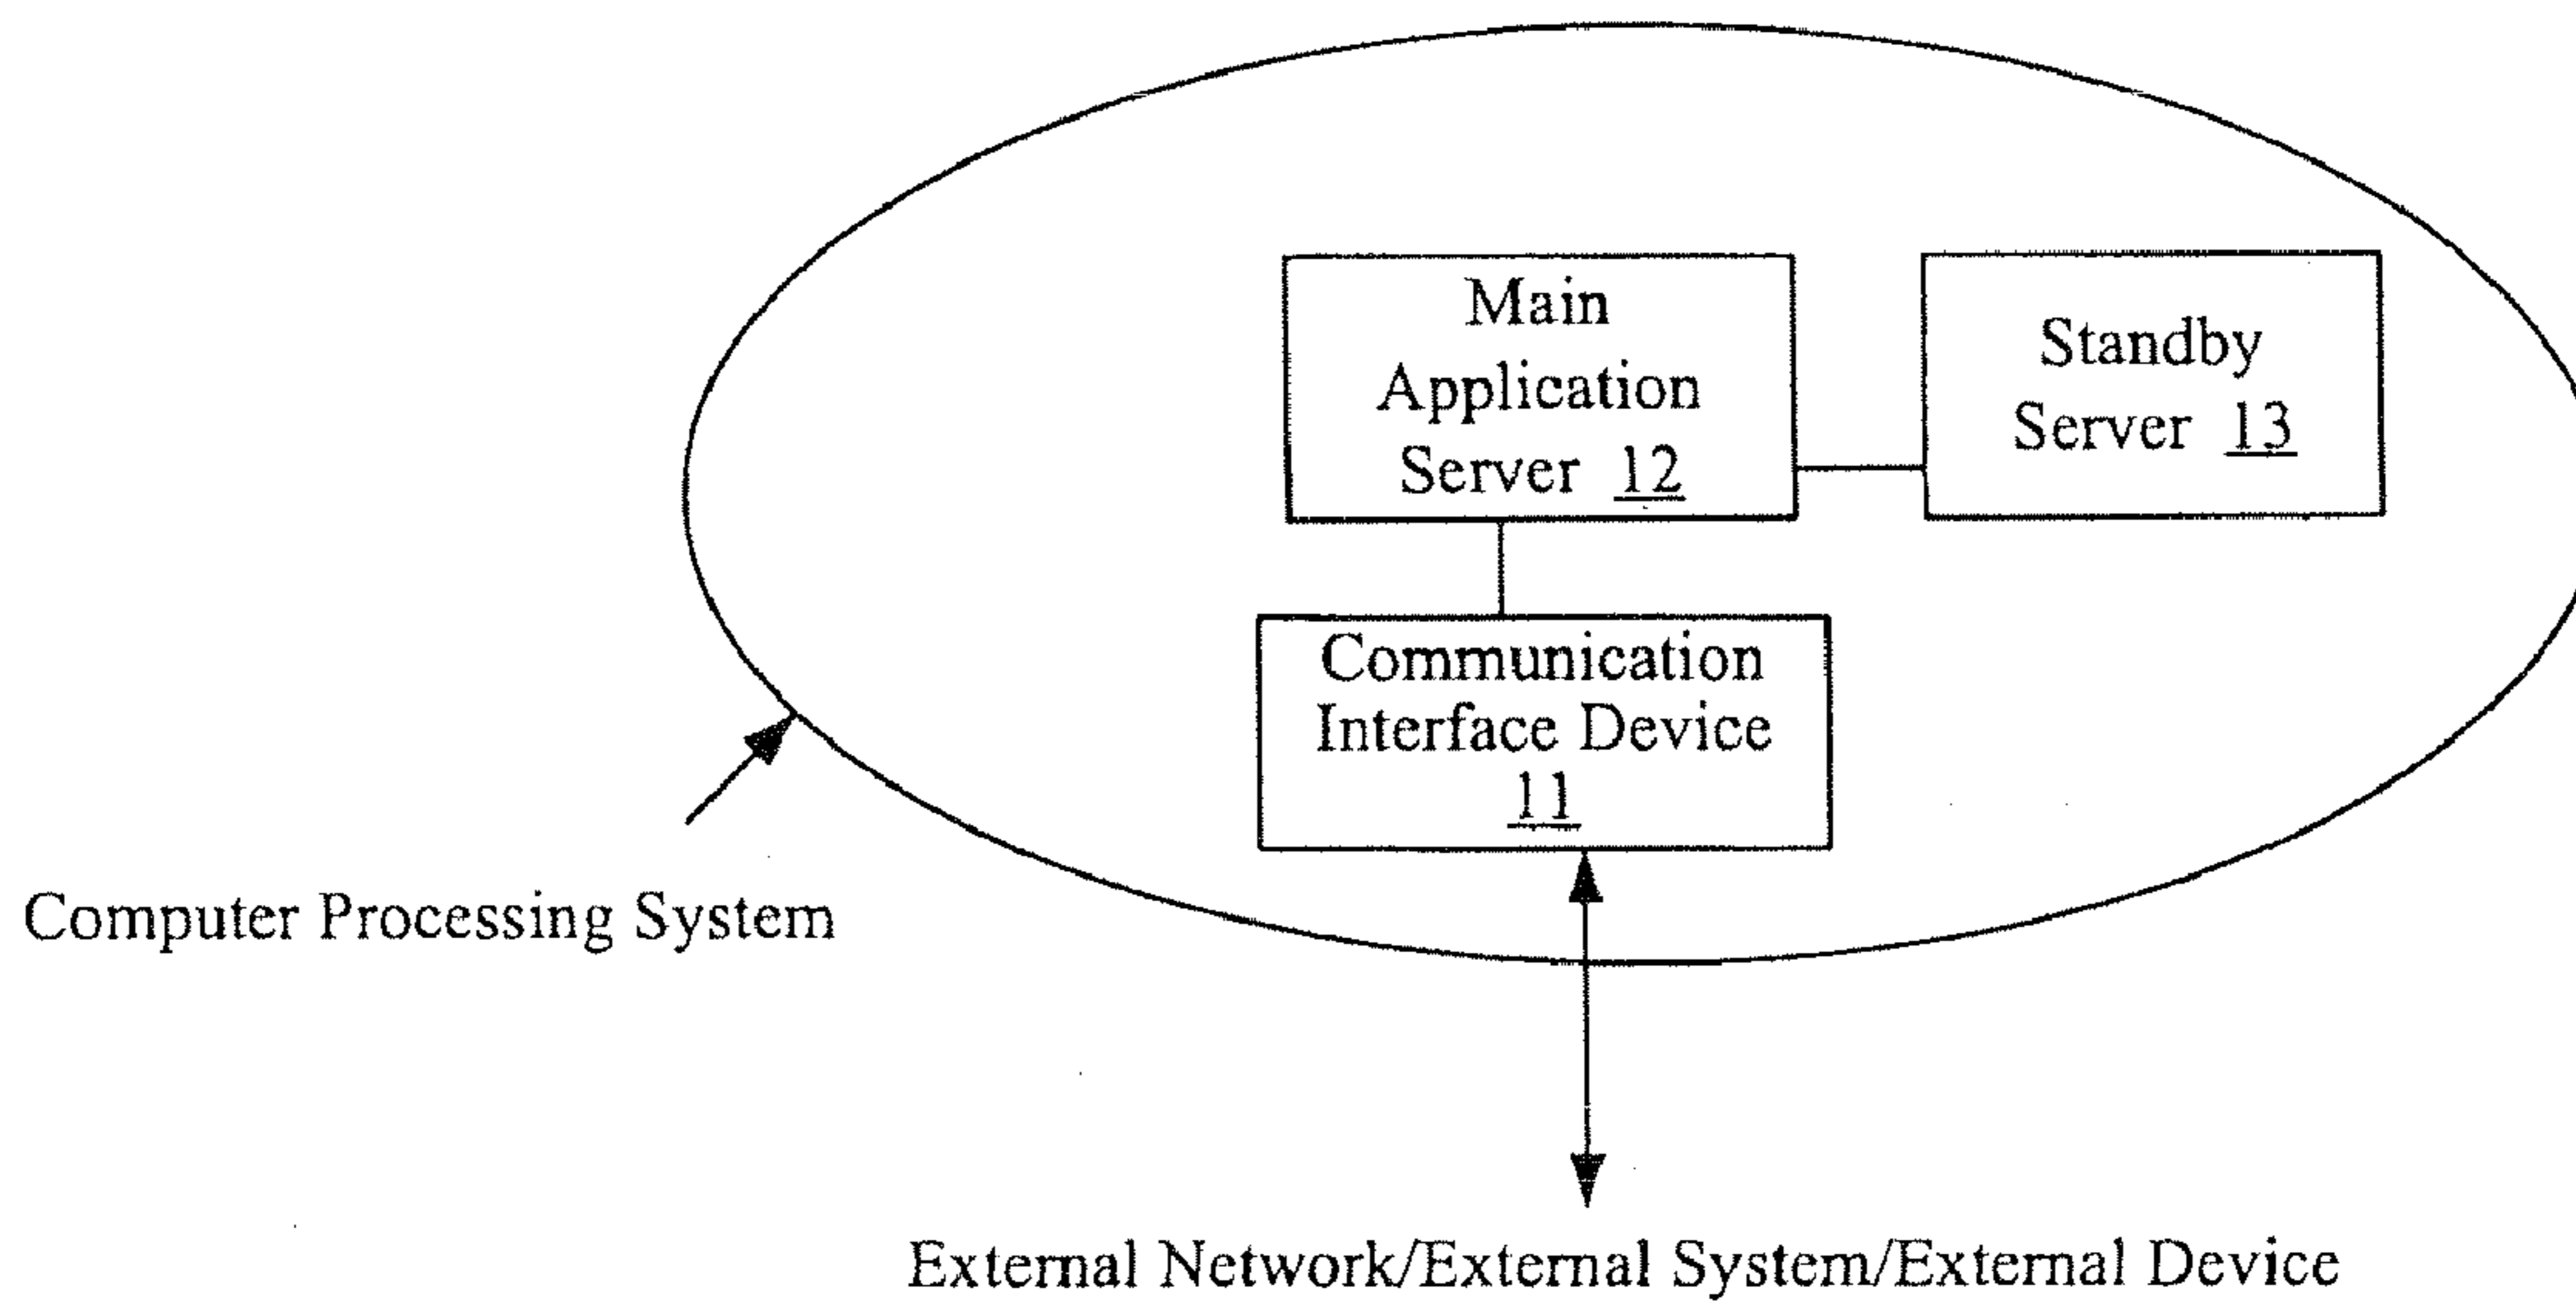 Main
Application
Server 12
Standby
Server 13
Communication
Interface Device
11
Computer Processing System
External Network/External System/External Device